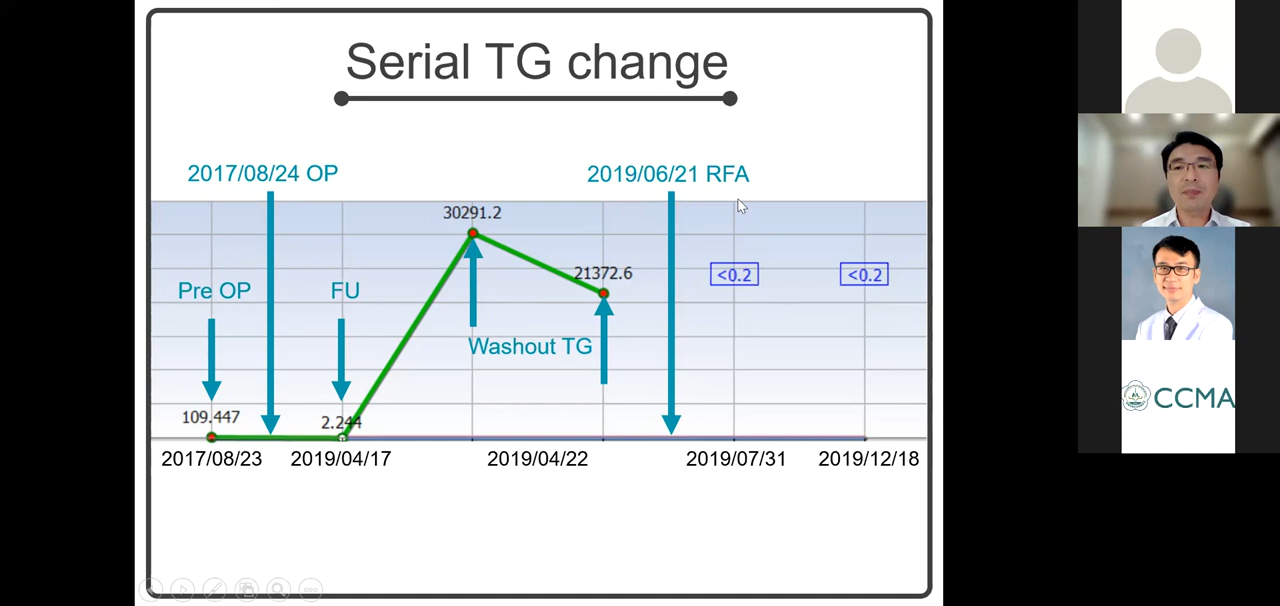 Serial TG change
2017/08/24 OP
2019/06/21 RFA
30291.2
21372.6
<0.2
<0.2
Pre OP
FU
Washout TG
109.447
2.244
2017/08/23
2019/04/17
2019/04/22
2019/07/31
2019/12/18
CCMA